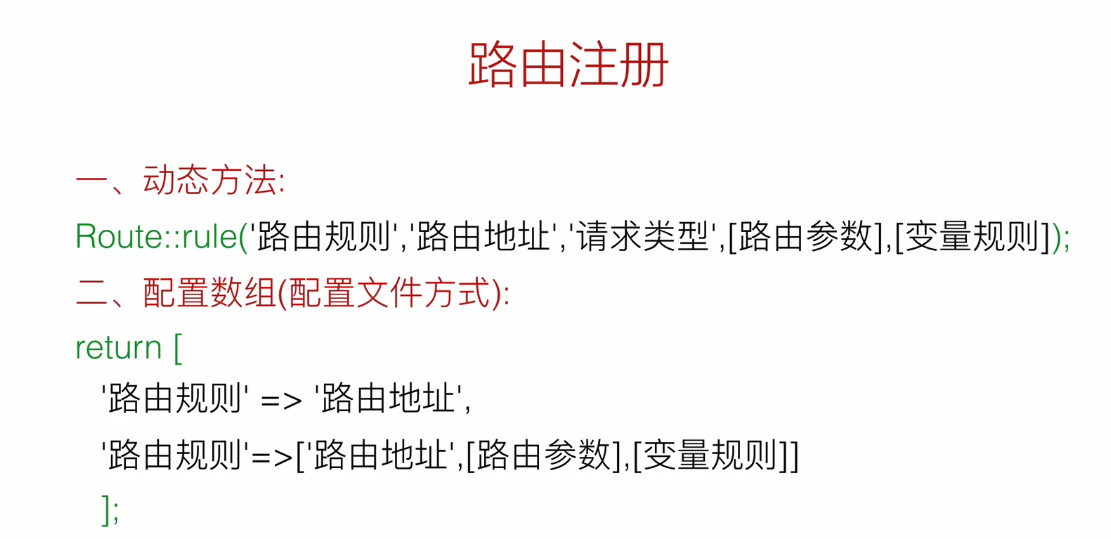 路由注册
一、动态方法:
Route::rule('路由规则','路由地址','请求类型',[路由参数],[变量规则]);
二、配置数组(配置文件方式):
return [
'路由规则' => '路由地址',
'路由规则'=>['路由地址',[路由参数],[变量规则]]
];